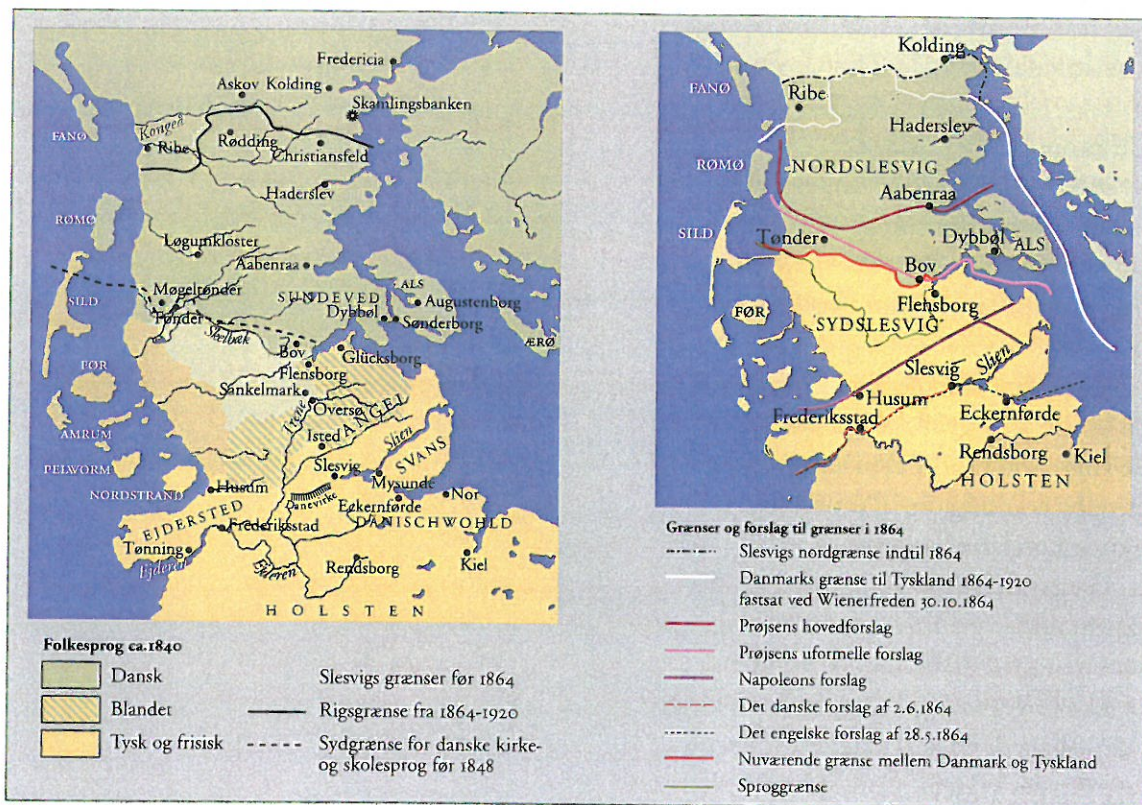 Fredericia
Askov Kolding
Skamlingsbanken
FANØ
Kongeå
Ribe
Rødding
Christiansfeld
Haderslev
RØMØ
Løgumkloster
Aabenraa
ALS
SUNDEVED
Augustenborg
SILD
Møgeltønder
Dybbøl
Sønderborg
Tønder
Skelbæk
ÆRØ
Bov
Glücksborg
FØR
Flensborg
Sankelmark
Oversø
Trene
ANGEL
AMRUM
Isted
Slien
SVANS
PELWORM
Slesvig
Mysunde
NORDSTRAND
Husum
Danevirke
Nor
Eckernförde
EJDERSTED
Frederiksstad
DÄNISCHWOHLD
Tønning
Ejderen
Ejderen
Rendsborg
Kiel
HOLSTEN
Folkesprog ca.1840
Dansk
Blandet
Tysk og frisisk
Slesvigs grænser før 1864
Rigsgrænse fra 1864-1920
Sydgrænse for danske kirke-
og skolesprog før 1848
Kolding
FANØ
Ribe
Haderslev
RØMØ
NORDSLESVIG
Aabenraa
SILD
Tønder
Dybbøl
ALS
Bov
Flensborg
FØR
SYDSLESVIG
Slien
Slesvig
Husum
Eckernförde
Frederiksstad
Rendsborg
Kiel
HOLSTEN
Grænser og forslag til grænser i 1864
Slesvigs nordgrænse indtil 1864
Danmarks grænse til Tyskland 1864-1920
fastsat ved Wienerfreden 30.10.1864
Prøjsens hovedforslag
Prøjsens uformelle forslag
Napoleons forslag
Det danske forslag af 2.6.1864
Det engelske forslag af 28.5.1864
Nuværende grænse mellem Danmark og Tyskland
Sproggrænse